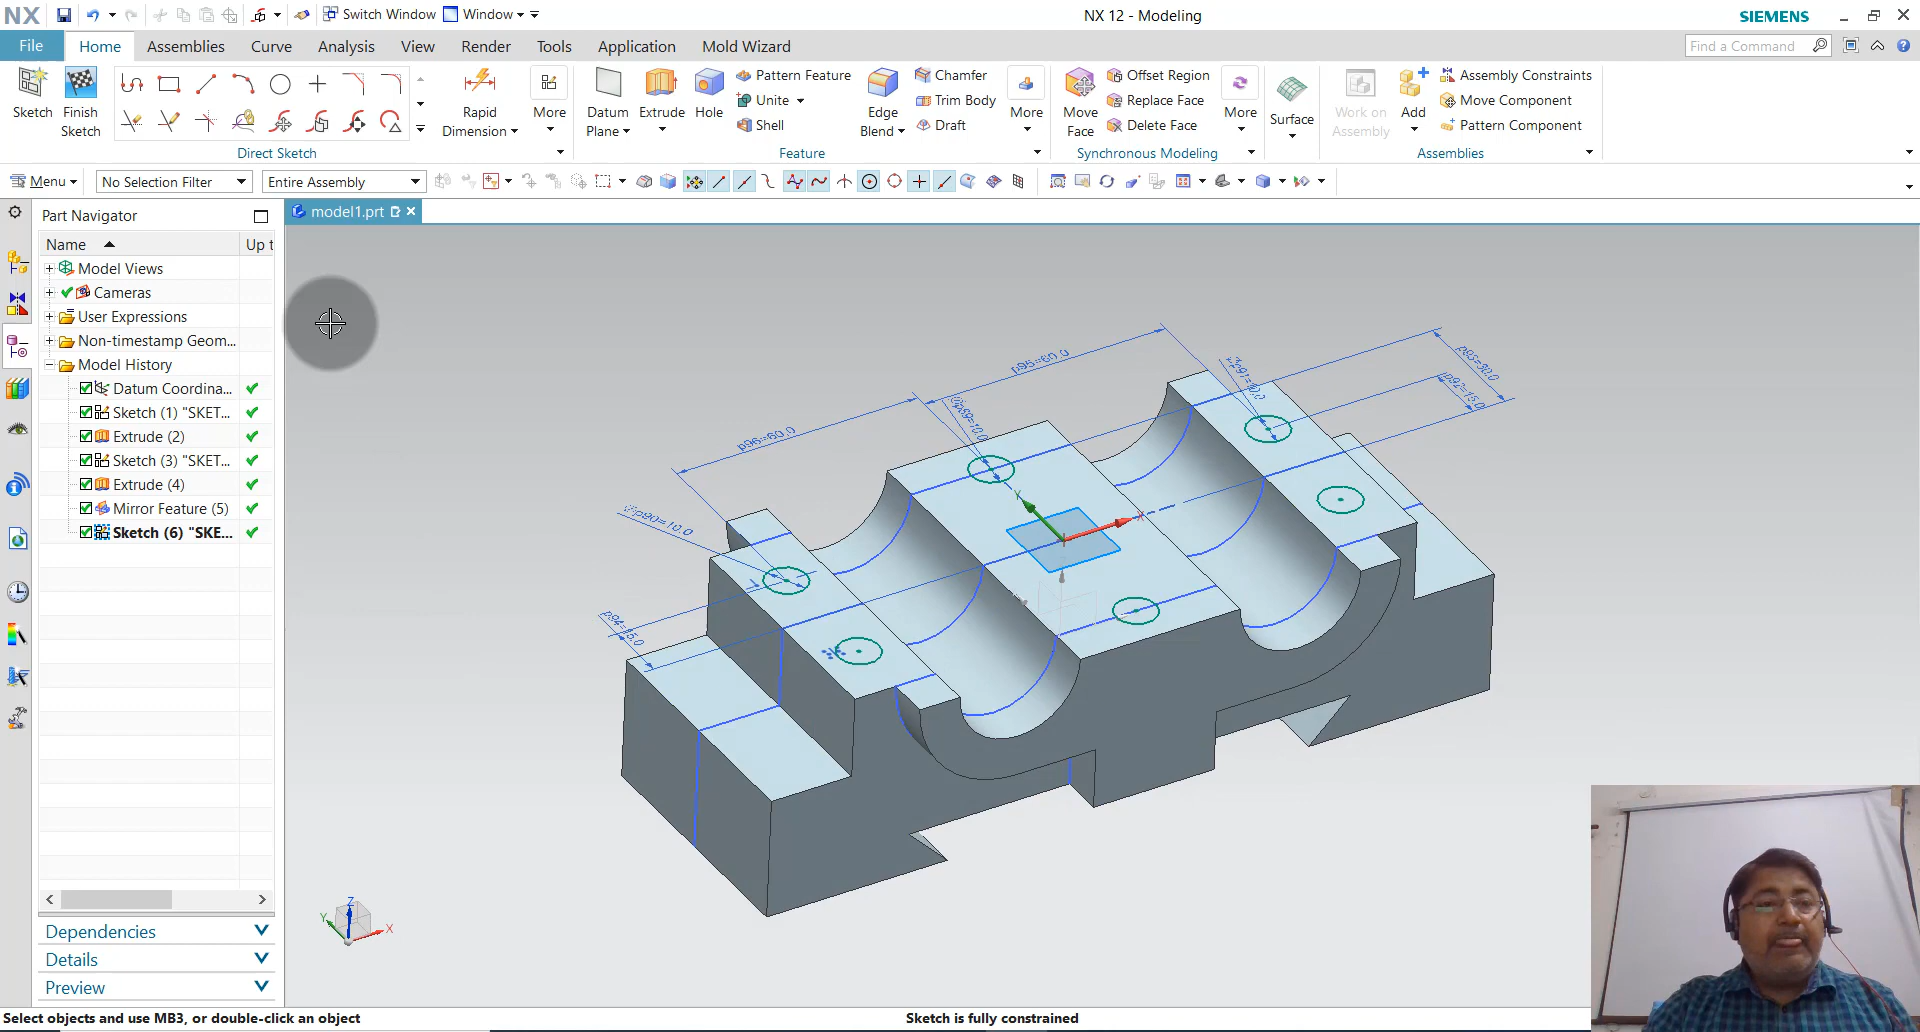 NX Switch Window Window NX 12 - Modeling SIEMENS
File Home Assemblies Curve Analysis View Render Tools Application Mold Wizard Find a Command
Sketch Finish Sketch Direct Sketch
Rapid Dimension More
Datum Plane Extrude Hole Pattern Feature Unite Shell Edge Blend Chamfer Trim Body Draft More Feature
Move Face Offset Region Replace Face Delete Face More Synchronous Modeling
Surface
Work on Assembly Add Assembly Constraints Move Component Pattern Component Assemblies
Menu No Selection Filter Entire Assembly
Part Navigator
model1.prt
Name Up t
Model Views
Cameras
User Expressions
Non-timestamp Geom...
Model History
Datum Coordina...
Sketch (1) "SKET...
Extrude (2)
Sketch (3) "SKET...
Extrude (4)
Mirror Feature (5)
Sketch (6) "SKE...
Dependencies
Details
Preview
p95=60.0
p96=60.0
p92=15.0
p94=15.0
X
Y
Z
Y
X
Select objects and use MB3, or double-click an object
Sketch is fully constrained